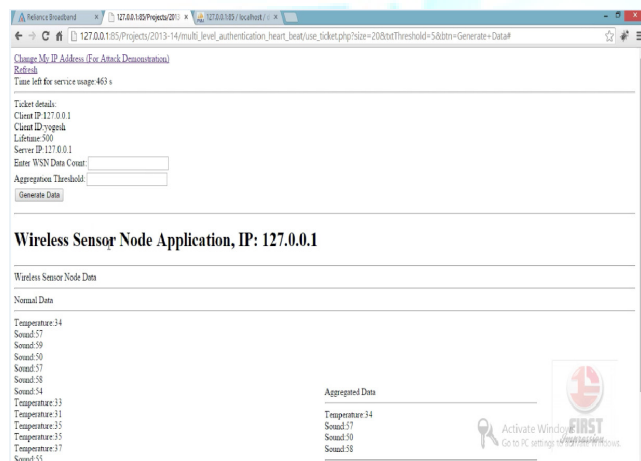 Reliance Broadband
127.0.0.1:85/Projects/201
127.0.0.1:85 / localhost / 
127.0.0.1:85/Projects/2013-14/multi_level_authentication_heart_beat/use_ticket.php?size=20&txtThreshold=5&btn=Generate+Data#
Change My IP Address (For Attack Demonstration)
Refresh
Time left for service usage:463 s
Ticket details:
Client IP:127.0.0.1
Client ID:yogesh
Lifetime:500
Server IP:127.0.0.1
Enter WSN Data Count:
Aggregation Threshold:
Generate Data
Wireless Sensor Node Application, IP: 127.0.0.1
Wireless Sensor Node Data
Normal Data
Temperature:34
Sound:57
Sound:59
Sound:50
Sound:57
Sound:58
Sound:54
Temperature:33
Temperature:31
Temperature:35
Temperature:35
Temperature:37
Sound:55
Aggregated Data
Temperature:34
Sound:57
Sound:50
Sound:58
Activate Windows
Go to PC settings to activate Windows.
FIRST
Impression